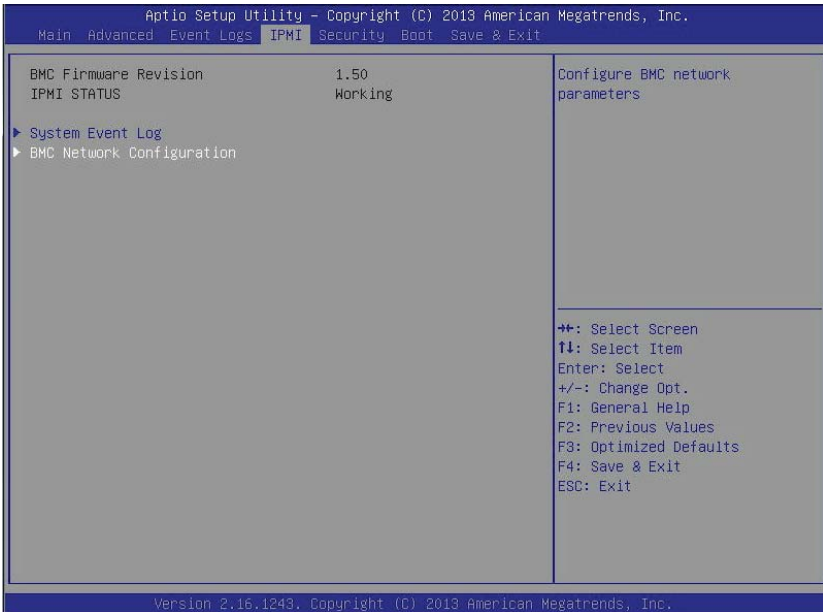 Aptio Setup Utility – Copyright (C) 2013 American Megatrends, Inc.
Main Advanced Event Logs IPMI Security Boot Save & Exit
BMC Firmware Revision 1.50
IPMI STATUS Working
System Event Log
BMC Network Configuration
Configure BMC network
parameters
→←: Select Screen
↑↓: Select Item
Enter: Select
+/-: Change Opt.
F1: General Help
F2: Previous Values
F3: Optimized Defaults
F4: Save & Exit
ESC: Exit
Version 2.16.1243. Copyright (C) 2013 American Megatrends, Inc.